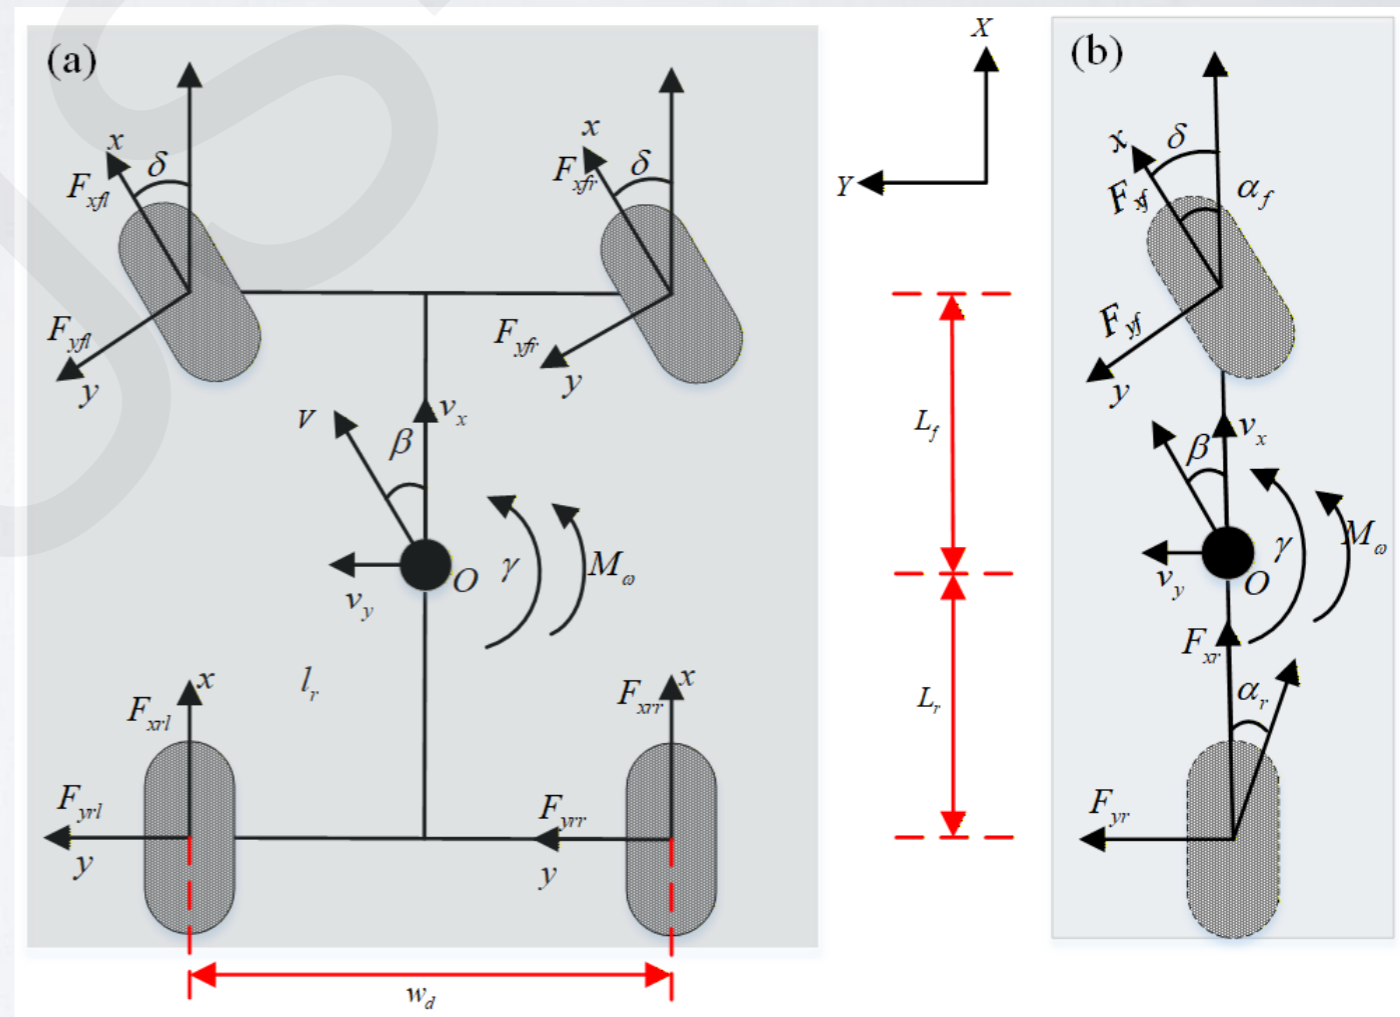 (a)
x
δ
F_xfl
F_yfl
y
x
δ
F_xfr
F_yfr
y
V
v_x
β
v_y
O
γ
M_ω
l_r
F_xrl
x
F_yrl
y
F_xrr
x
F_yrr
y
w_d
X
Y
L_f
L_r
(b)
x
δ
F_xf
α_f
F_yf
y
v_x
β
v_y
O
γ
M_ω
F_xr
α_r
F_yr